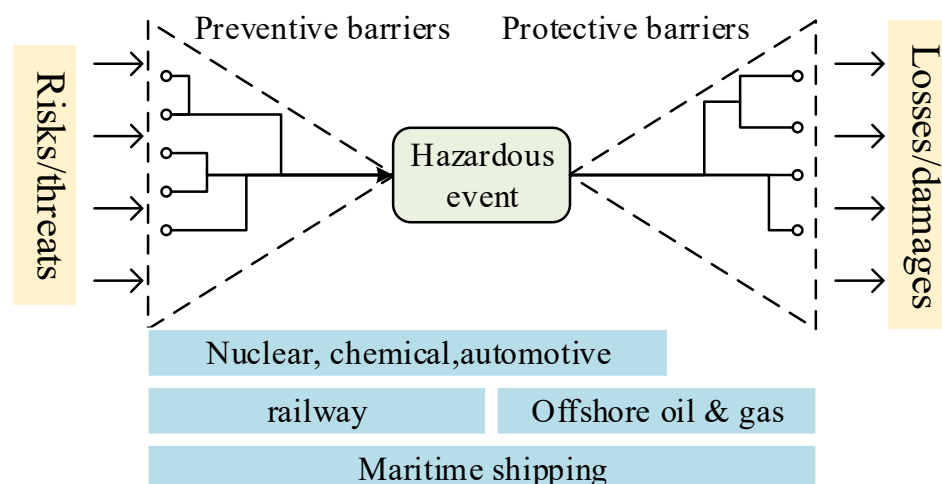 Preventive barriers
Protective barriers
Risks/threats
Hazardous
event
Losses/damages
Nuclear, chemical,automotive
railway
Offshore oil & gas
Maritime shipping